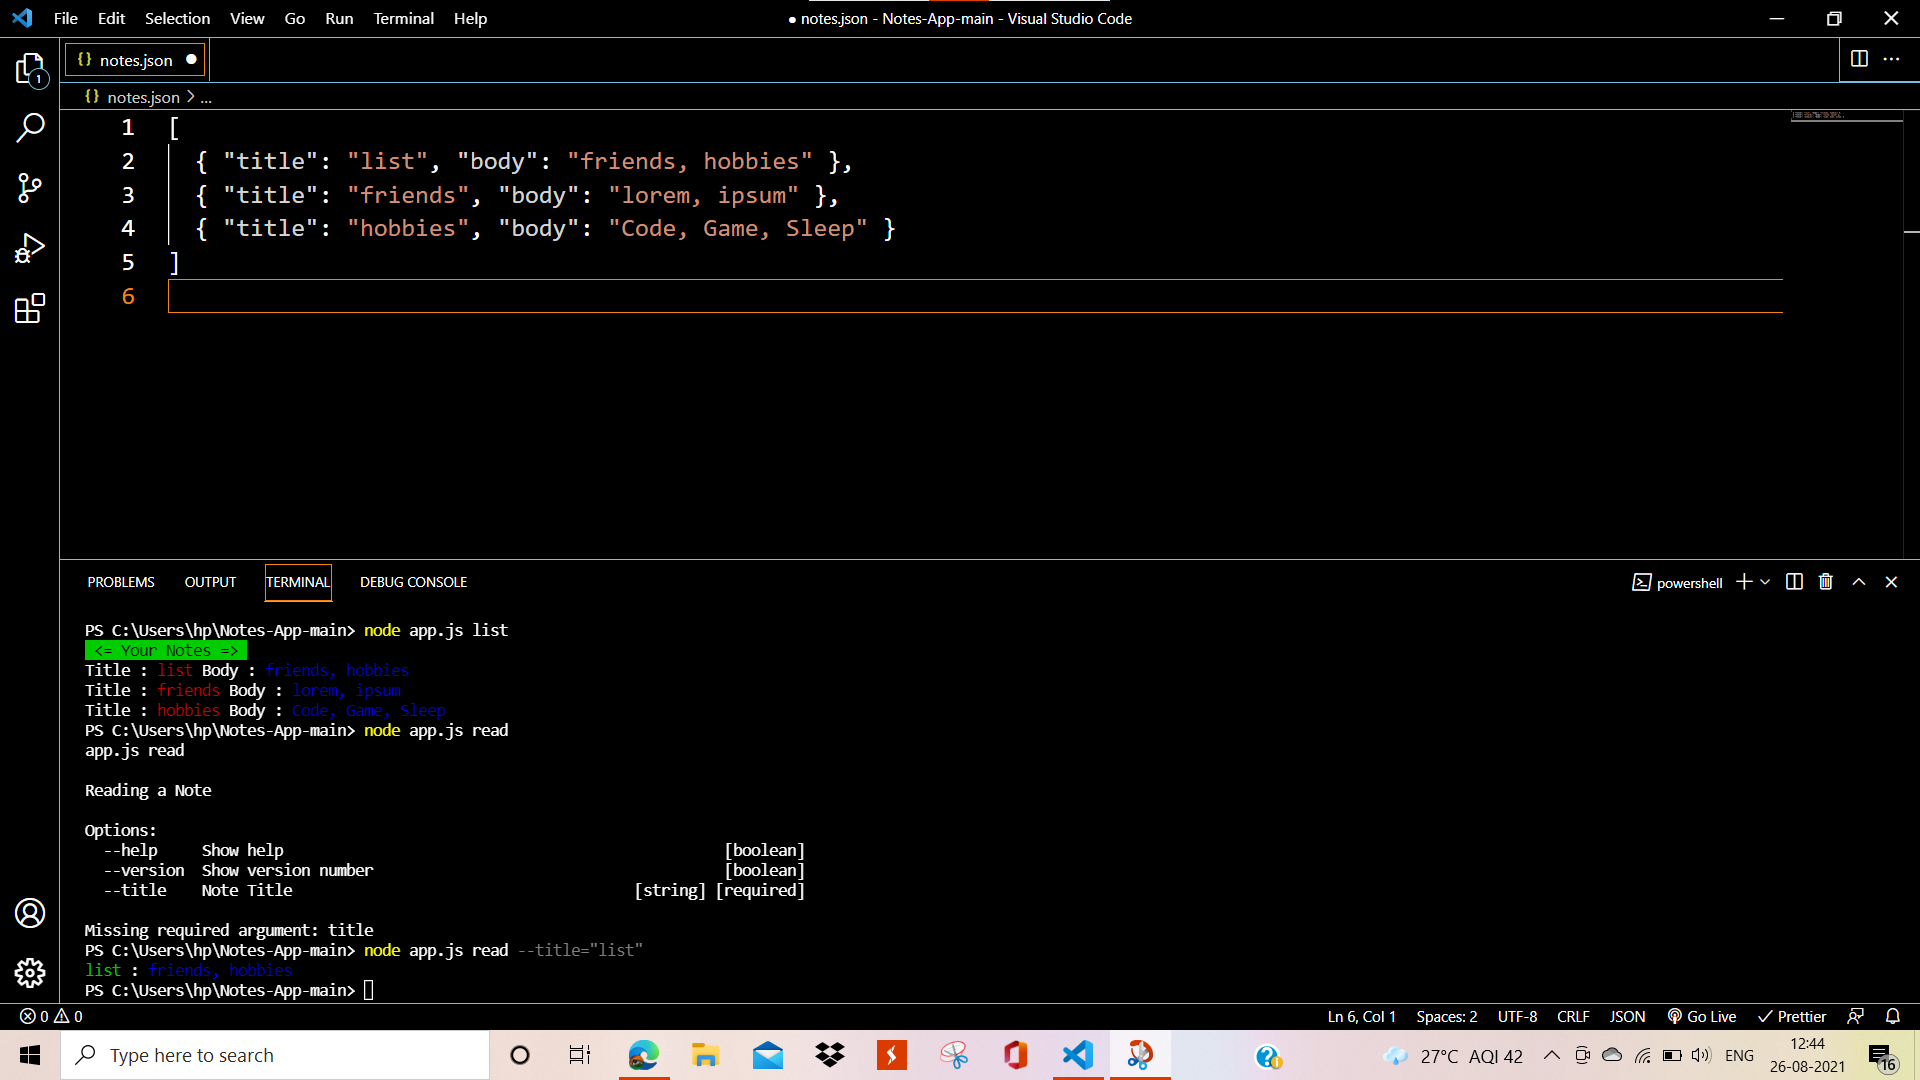 File Edit Selection View Go Run Terminal Help ● notes.json - Notes-App-main - Visual Studio Code
{} notes.json ●
{} notes.json > ...
1
1 [
2 { "title": "list", "body": "friends, hobbies" },
3 { "title": "friends", "body": "lorem, ipsum" },
4 { "title": "hobbies", "body": "Code, Game, Sleep" }
5 ]
6
PROBLEMS OUTPUT TERMINAL DEBUG CONSOLE powershell
PS C:\Users\hp\Notes-App-main> node app.js list
<= Your Notes =>
Title : list Body : friends, hobbies
Title : friends Body : lorem, ipsum
Title : hobbies Body : Code, Game, Sleep
PS C:\Users\hp\Notes-App-main> node app.js read
app.js read
Reading a Note
Options:
--help Show help [boolean]
--version Show version number [boolean]
--title Note Title [string] [required]
Missing required argument: title
PS C:\Users\hp\Notes-App-main> node app.js read --title="list"
list : friends, hobbies
PS C:\Users\hp\Notes-App-main>
0 0 Ln 6, Col 1 Spaces: 2 UTF-8 CRLF JSON Go Live Prettier
Type here to search 27°C AQI 42 ENG 12:44
26-08-2021 16